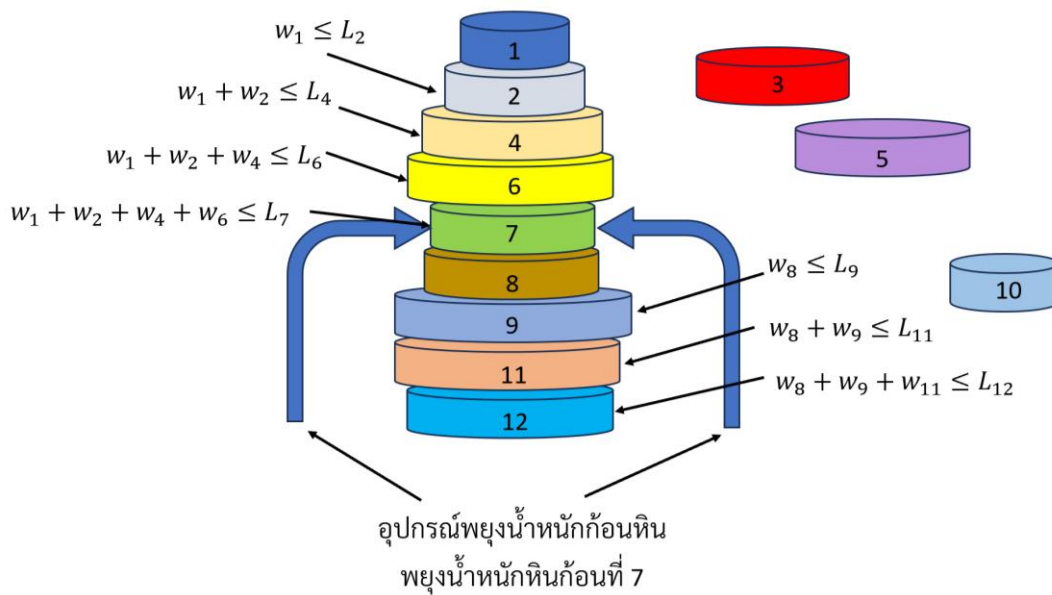 1
w₁ ≤ L₂
2
3
w₁ + w₂ ≤ L₄
4
5
w₁ + w₂ + w₄ ≤ L₆
6
w₁ + w₂ + w₄ + w₆ ≤ L₇
7
8
w₈ ≤ L₉
10
9
w₈ + w₉ ≤ L₁₁
11
w₈ + w₉ + w₁₁ ≤ L₁₂
12
อุปกรณ์พยุงน้ำหนักก้อนหิน
พยุงน้ำหนักหินก้อนที่ 7